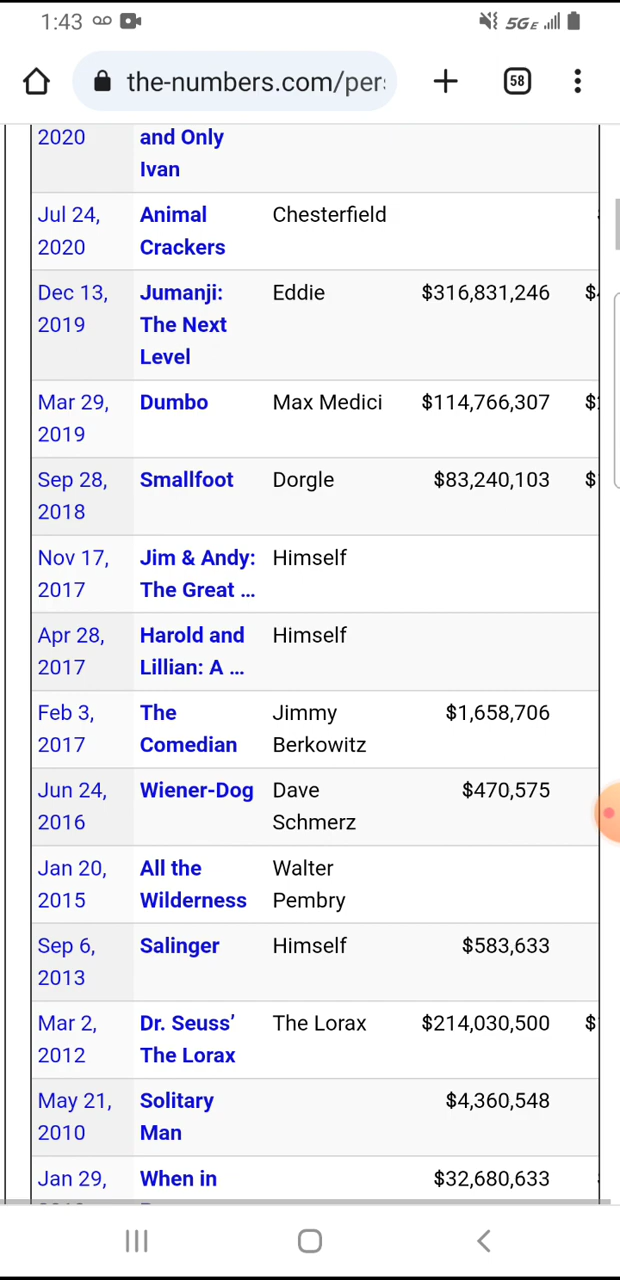 1:43 5GE
the-numbers.com/per 58
2020 and Only
Ivan
Jul 24, Animal Chesterfield
2020 Crackers
Dec 13, Jumanji: Eddie $316,831,246 $
2019 The Next
Level
Mar 29, Dumbo Max Medici $114,766,307 $
2019
Sep 28, Smallfoot Dorgle $83,240,103 $
2018
Nov 17, Jim & Andy: Himself
2017 The Great ...
Apr 28, Harold and Himself
2017 Lillian: A ...
Feb 3, The Jimmy $1,658,706
2017 Comedian Berkowitz
Jun 24, Wiener-Dog Dave $470,575
2016 Schmerz
Jan 20, All the Walter
2015 Wilderness Pembry
Sep 6, Salinger Himself $583,633
2013
Mar 2, Dr. Seuss’ The Lorax $214,030,500 $
2012 The Lorax
May 21, Solitary $4,360,548
2010 Man
Jan 29, When in $32,680,633